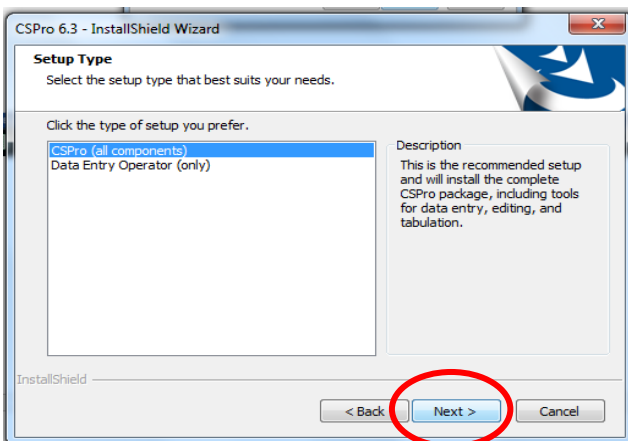 CSPro 6.3 - InstallShield Wizard
Setup Type
Select the setup type that best suits your needs.
Click the type of setup you prefer.
CSPro (all components)
Data Entry Operator (only)
Description
This is the recommended setup
and will install the complete
CSPro package, including tools
for data entry, editing, and
tabulation.
InstallShield
< Back
Next >
Cancel